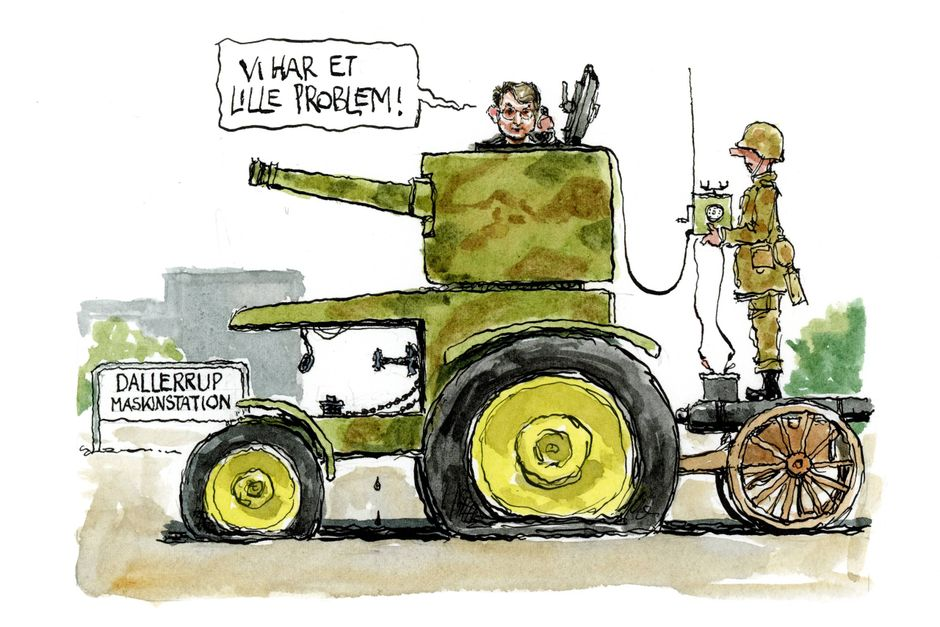 VI HAR ET
LILLE PROBLEM!
DALLERRUP
MASKINSTATION